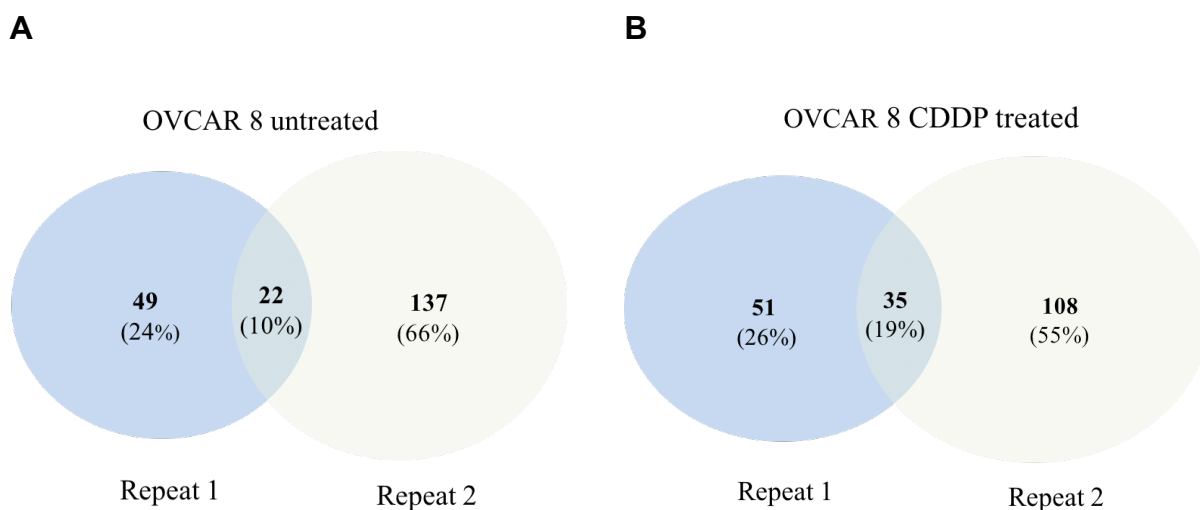 A
OVCAR 8 untreated
49
(24%)
22
(10%)
137
(66%)
Repeat 1
Repeat 2
B
OVCAR 8 CDDP treated
51
(26%)
35
(19%)
108
(55%)
Repeat 1
Repeat 2